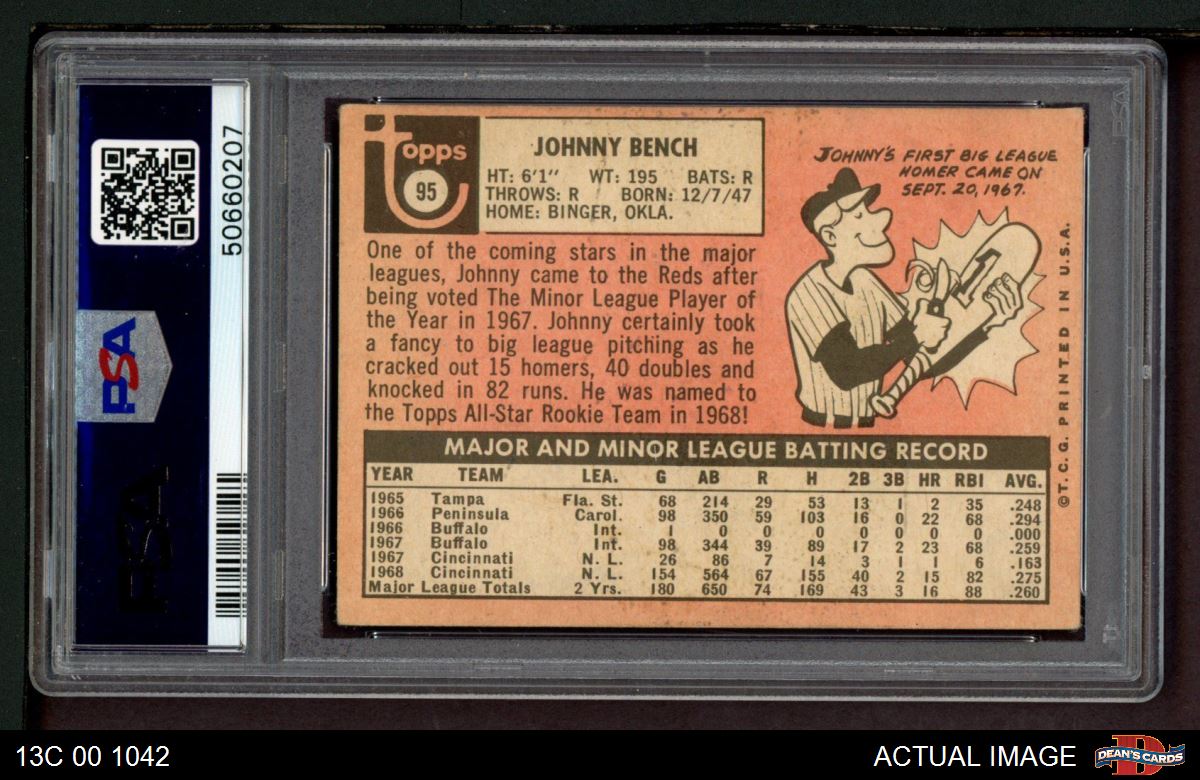 50660207
PSA
PSA
topps
95
JOHNNY BENCH
HT: 6'1" WT: 195 BATS: R
THROWS: R / BORN: 12/7/47
HOME: BINGER, OKLA.
One of the coming stars in the major
leagues, Johnny came to the Reds after
being voted The Minor League Player of
the Year in 1967. Johnny certainly took
a fancy to big league pitching as he
cracked out 15 homers, 40 doubles and
knocked in 82 runs. He was named to
the Topps All-Star Rookie Team in 1968!
JOHNNY'S FIRST BIG LEAGUE
HOMER CAME ON
SEPT. 20, 1967.
1
©T.C.G. PRINTED IN U.S.A.
MAJOR AND MINOR LEAGUE BATTING RECORD
YEAR TEAM LEA. G AB R H 2B 3B HR RBI AVG.
1965 Tampa Fla. St. 68 214 29 53 13 1 2 35 .248
1966 Peninsula Carol. 98 350 59 103 16 0 22 68 .294
1966 Buffalo Int. 1 0 0 0 0 0 0 0 .000
1967 Buffalo Int. 98 344 39 89 17 2 23 68 .259
1967 Cincinnati N. L. 26 86 7 14 3 1 1 6 .163
1968 Cincinnati N. L. 154 564 67 155 40 2 15 82 .275
Major League Totals 2 Yrs. 180 650 74 169 43 3 16 88 .260
PSA
13C 00 1042
ACTUAL IMAGE
D
DEAN'S CARDS